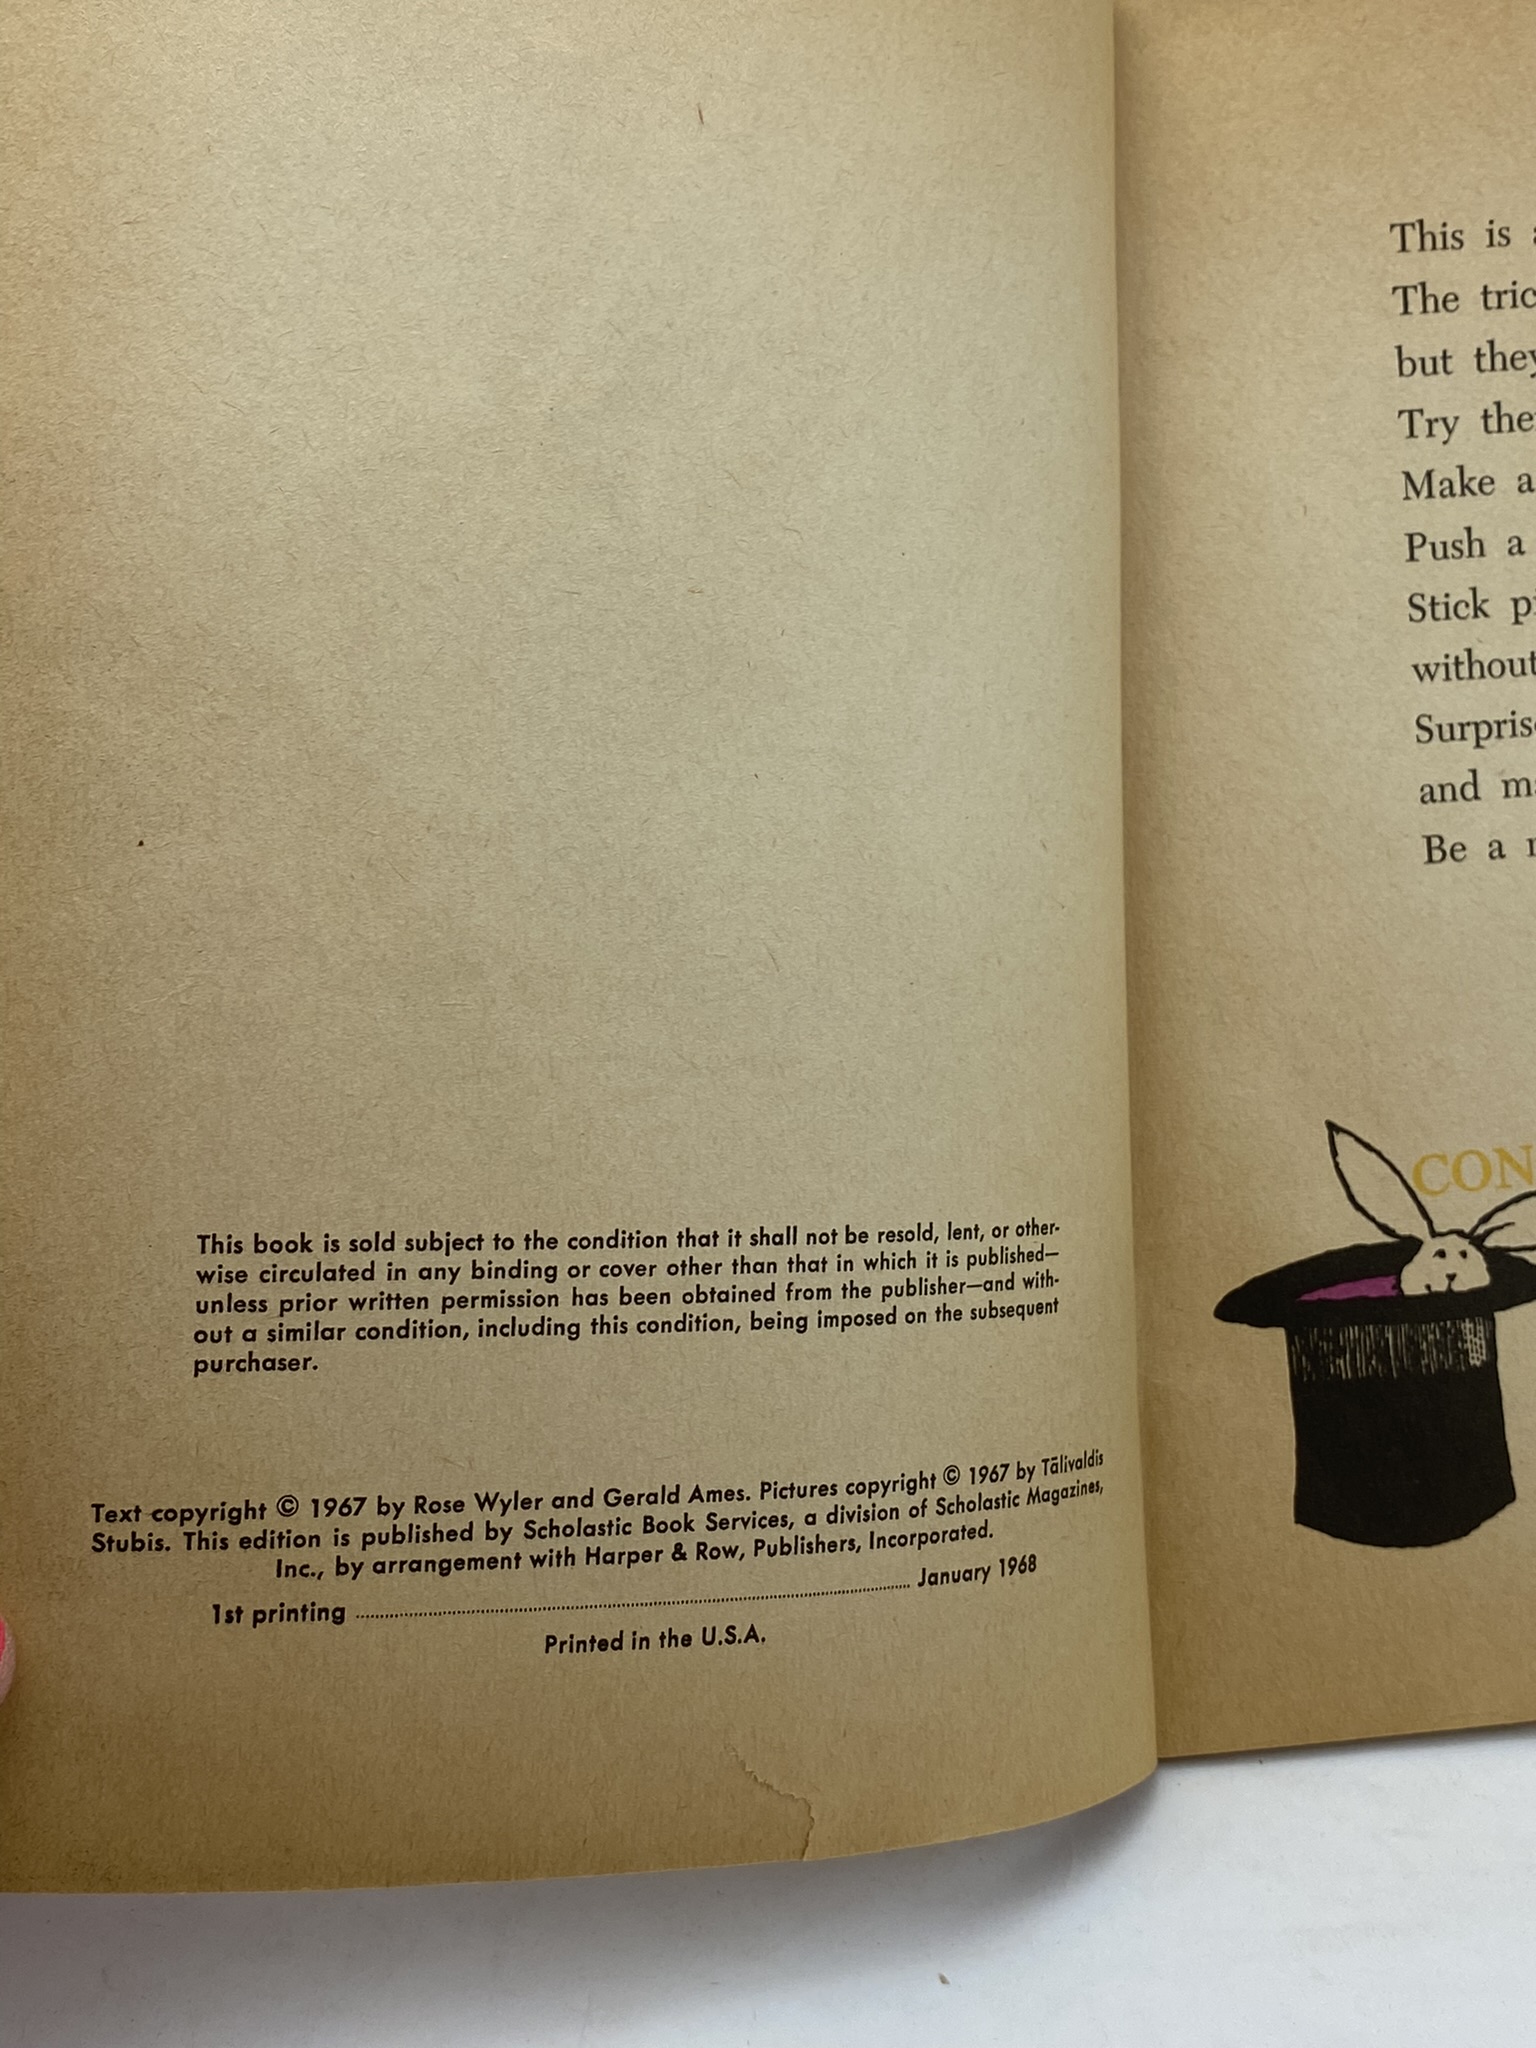 This book is sold subject to the condition that it shall not be resold, lent, or other-
wise circulated in any binding or cover other than that in which it is published—
unless prior written permission has been obtained from the publisher—and with-
out a similar condition, including this condition, being imposed on the subsequent
purchaser.
Text copyright © 1967 by Rose Wyler and Gerald Ames. Pictures copyright © 1967 by Tālivaldis
Stubis. This edition is published by Scholastic Book Services, a division of Scholastic Magazines,
Inc., by arrangement with Harper & Row, Publishers, Incorporated.
1st printing ........................................ January 1968
Printed in the U.S.A.
This is
The
but
Try
Make a
Push a
Stick
without
and
Be a